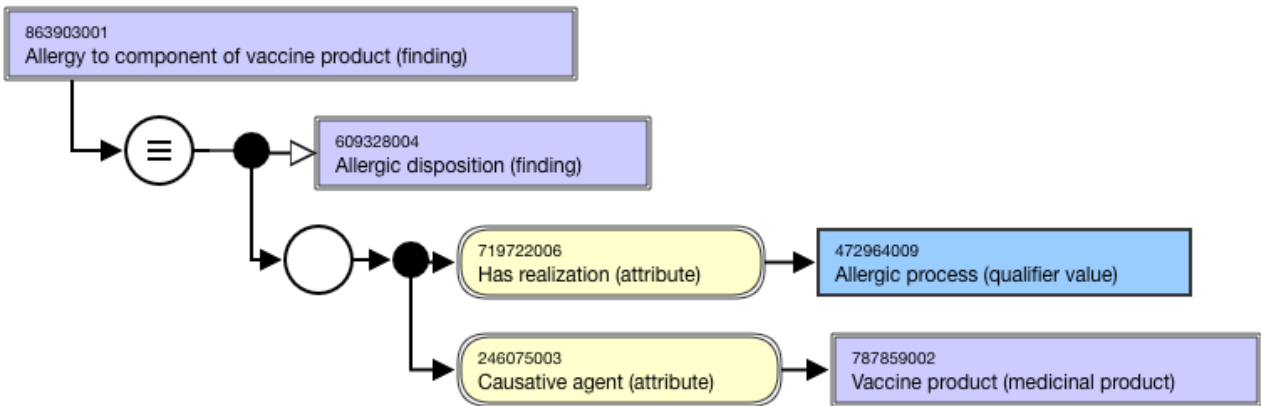 863903001
Allergy to component of vaccine product (finding)
609328004
Allergic disposition (finding)
719722006
Has realization (attribute)
472964009
Allergic process (qualifier value)
246075003
Causative agent (attribute)
787859002
Vaccine product (medicinal product)